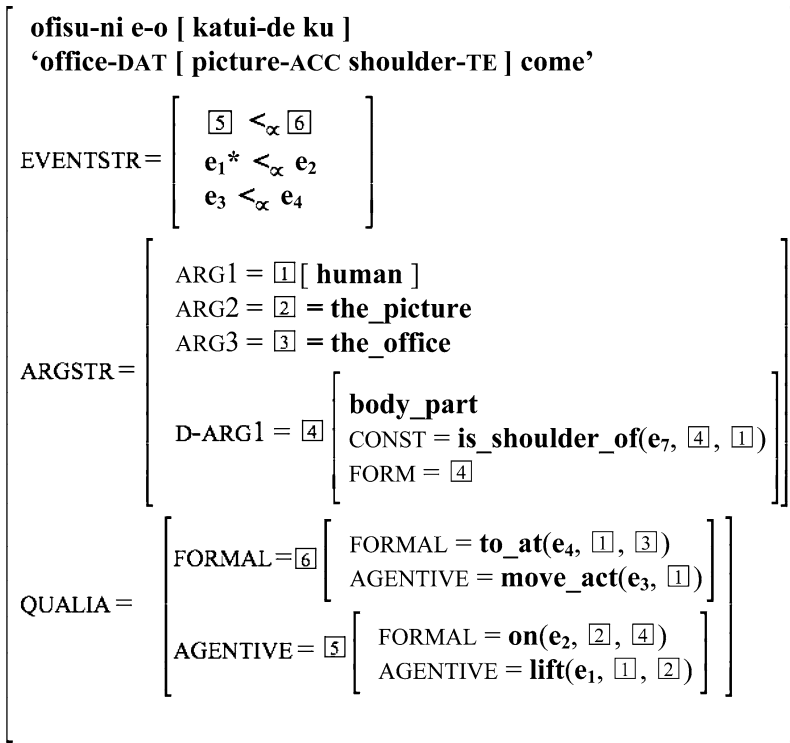 ofisu-ni e-o [ katui-de ku ]
‘office-DAT [ picture-ACC shoulder-TE ] come’
EVENTSTR = [ 5 <∝ 6
e₁* <∝ e₂
e₃ <∝ e₄ ]
ARGSTR = [ ARG1 = 1 [ human ]
ARG2 = 2 = the_picture
ARG3 = 3 = the_office
D-ARG1 = 4 [ body_part
CONST = is_shoulder_of(e₇, 4, 1)
FORM = 4 ] ]
QUALIA = [ FORMAL = 6 [ FORMAL = to_at(e₄, 1, 3)
AGENTIVE = move_act(e₃, 1) ]
AGENTIVE = 5 [ FORMAL = on(e₂, 2, 4)
AGENTIVE = lift(e₁, 1, 2) ] ]